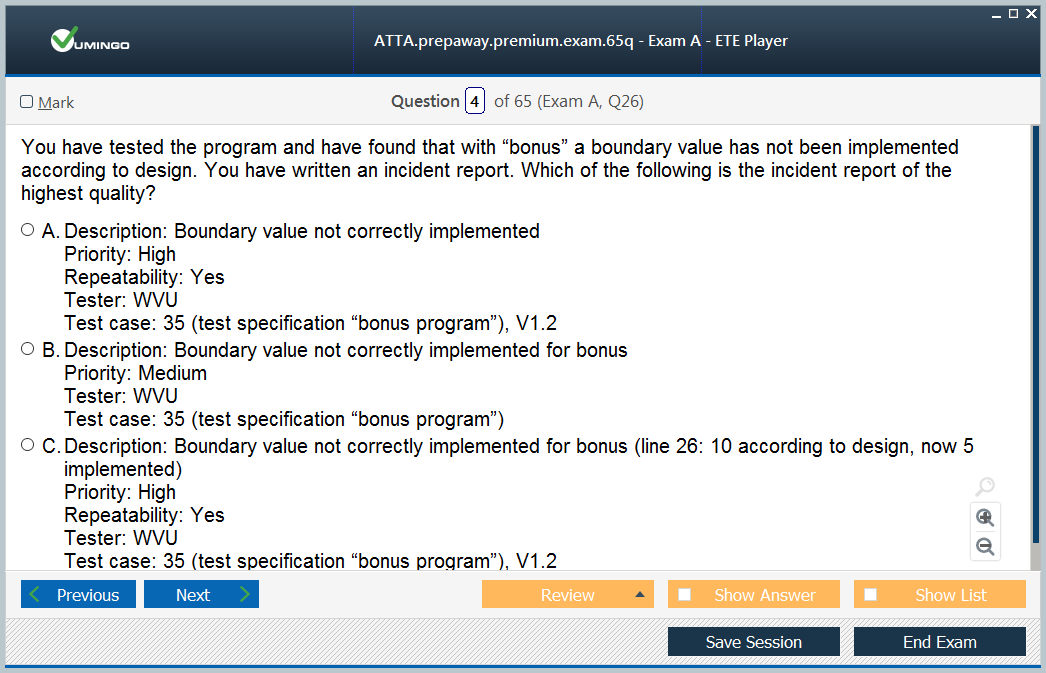 VUMINGO
ATTA.prepaway.premium.exam.65q - Exam A - ETE Player
Mark
Question 4 of 65 (Exam A, Q26)
You have tested the program and have found that with “bonus” a boundary value has not been implemented
according to design. You have written an incident report. Which of the following is the incident report of the
highest quality?
A. Description: Boundary value not correctly implemented
Priority: High
Repeatability: Yes
Tester: WVU
Test case: 35 (test specification “bonus program”), V1.2
B. Description: Boundary value not correctly implemented for bonus
Priority: Medium
Tester: WVU
Test case: 35 (test specification “bonus program”)
C. Description: Boundary value not correctly implemented for bonus (line 26: 10 according to design, now 5
implemented)
Priority: High
Repeatability: Yes
Tester: WVU
Test case: 35 (test specification “bonus program”), V1.2
Previous
Next
Review
Show Answer
Show List
Save Session
End Exam